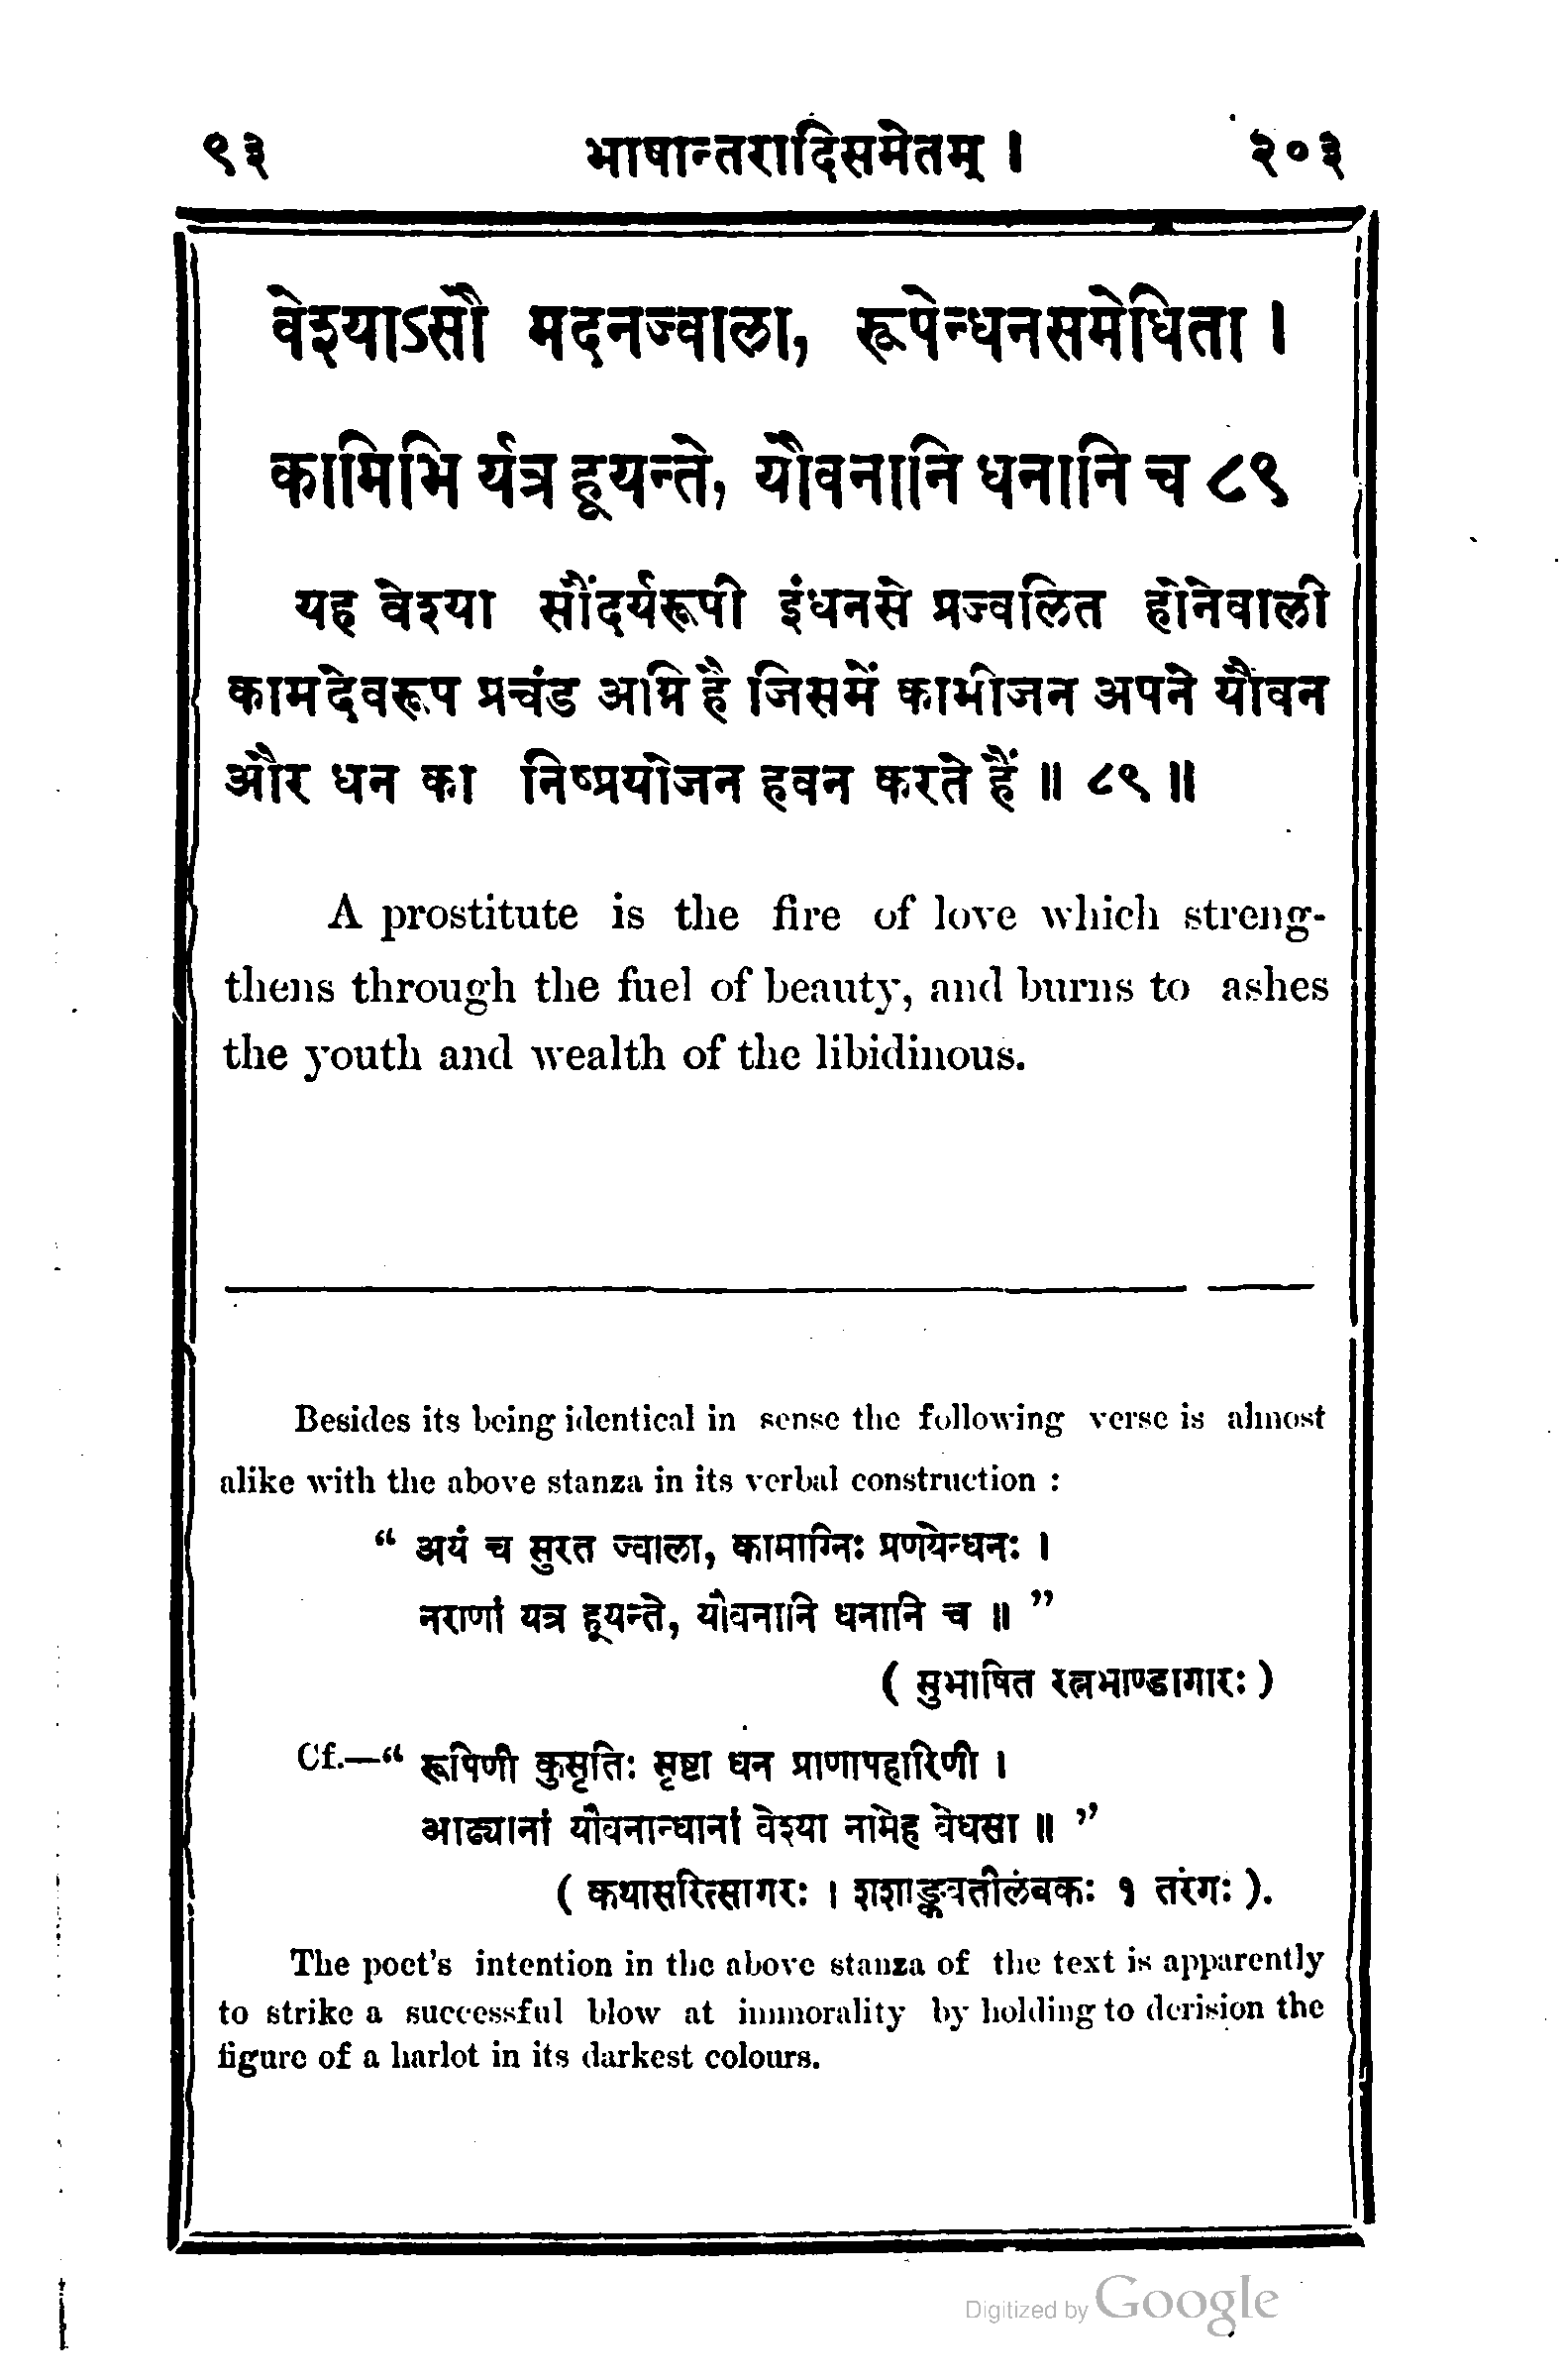 ९३ भाषान्तरादिसमेतम् । २०३
वेश्याऽसौ मदनज्वाला, रूपेन्धनसमेधिता ।
कामिभि र्यत्र हूयन्ते, यौवनानि धनानि च ८९
यह वेश्या सौंदर्यरूपी इंधनसे प्रज्वलित होनेवाली
कामदेवरूप प्रचंड अग्नि है जिसमें कामीजन अपने यौवन
और धन का निष्प्रयोजन हवन करते हैं ॥ ८९ ॥
A prostitute is the fire of love which streng-
thens through the fuel of beauty, and burns to ashes
the youth and wealth of the libidinous.
Besides its being identical in sense the following verse is almost
alike with the above stanza in its verbal construction :
“ अयं च सुरत ज्वाला, कामाग्निः प्रणयेन्धनः ।
नराणां यत्र हूयन्ते, यौवनानि धनानि च ॥ ”
( सुभाषित रत्नभाण्डागारः )
Cf.—“ रूपिणी कुसृतिः सृष्टा धन प्राणापहारिणी ।
आढ्यानां यौवनान्धानां वेश्या नामेह वेधसा ॥ ”
( कथासरित्सागरः । शशाङ्कवतीलंबकः १ तरंगः ).
The poet's intention in the above stanza of the text is apparently
to strike a successful blow at immorality by holding to derision the
figure of a harlot in its darkest colours.
Digitized by Google